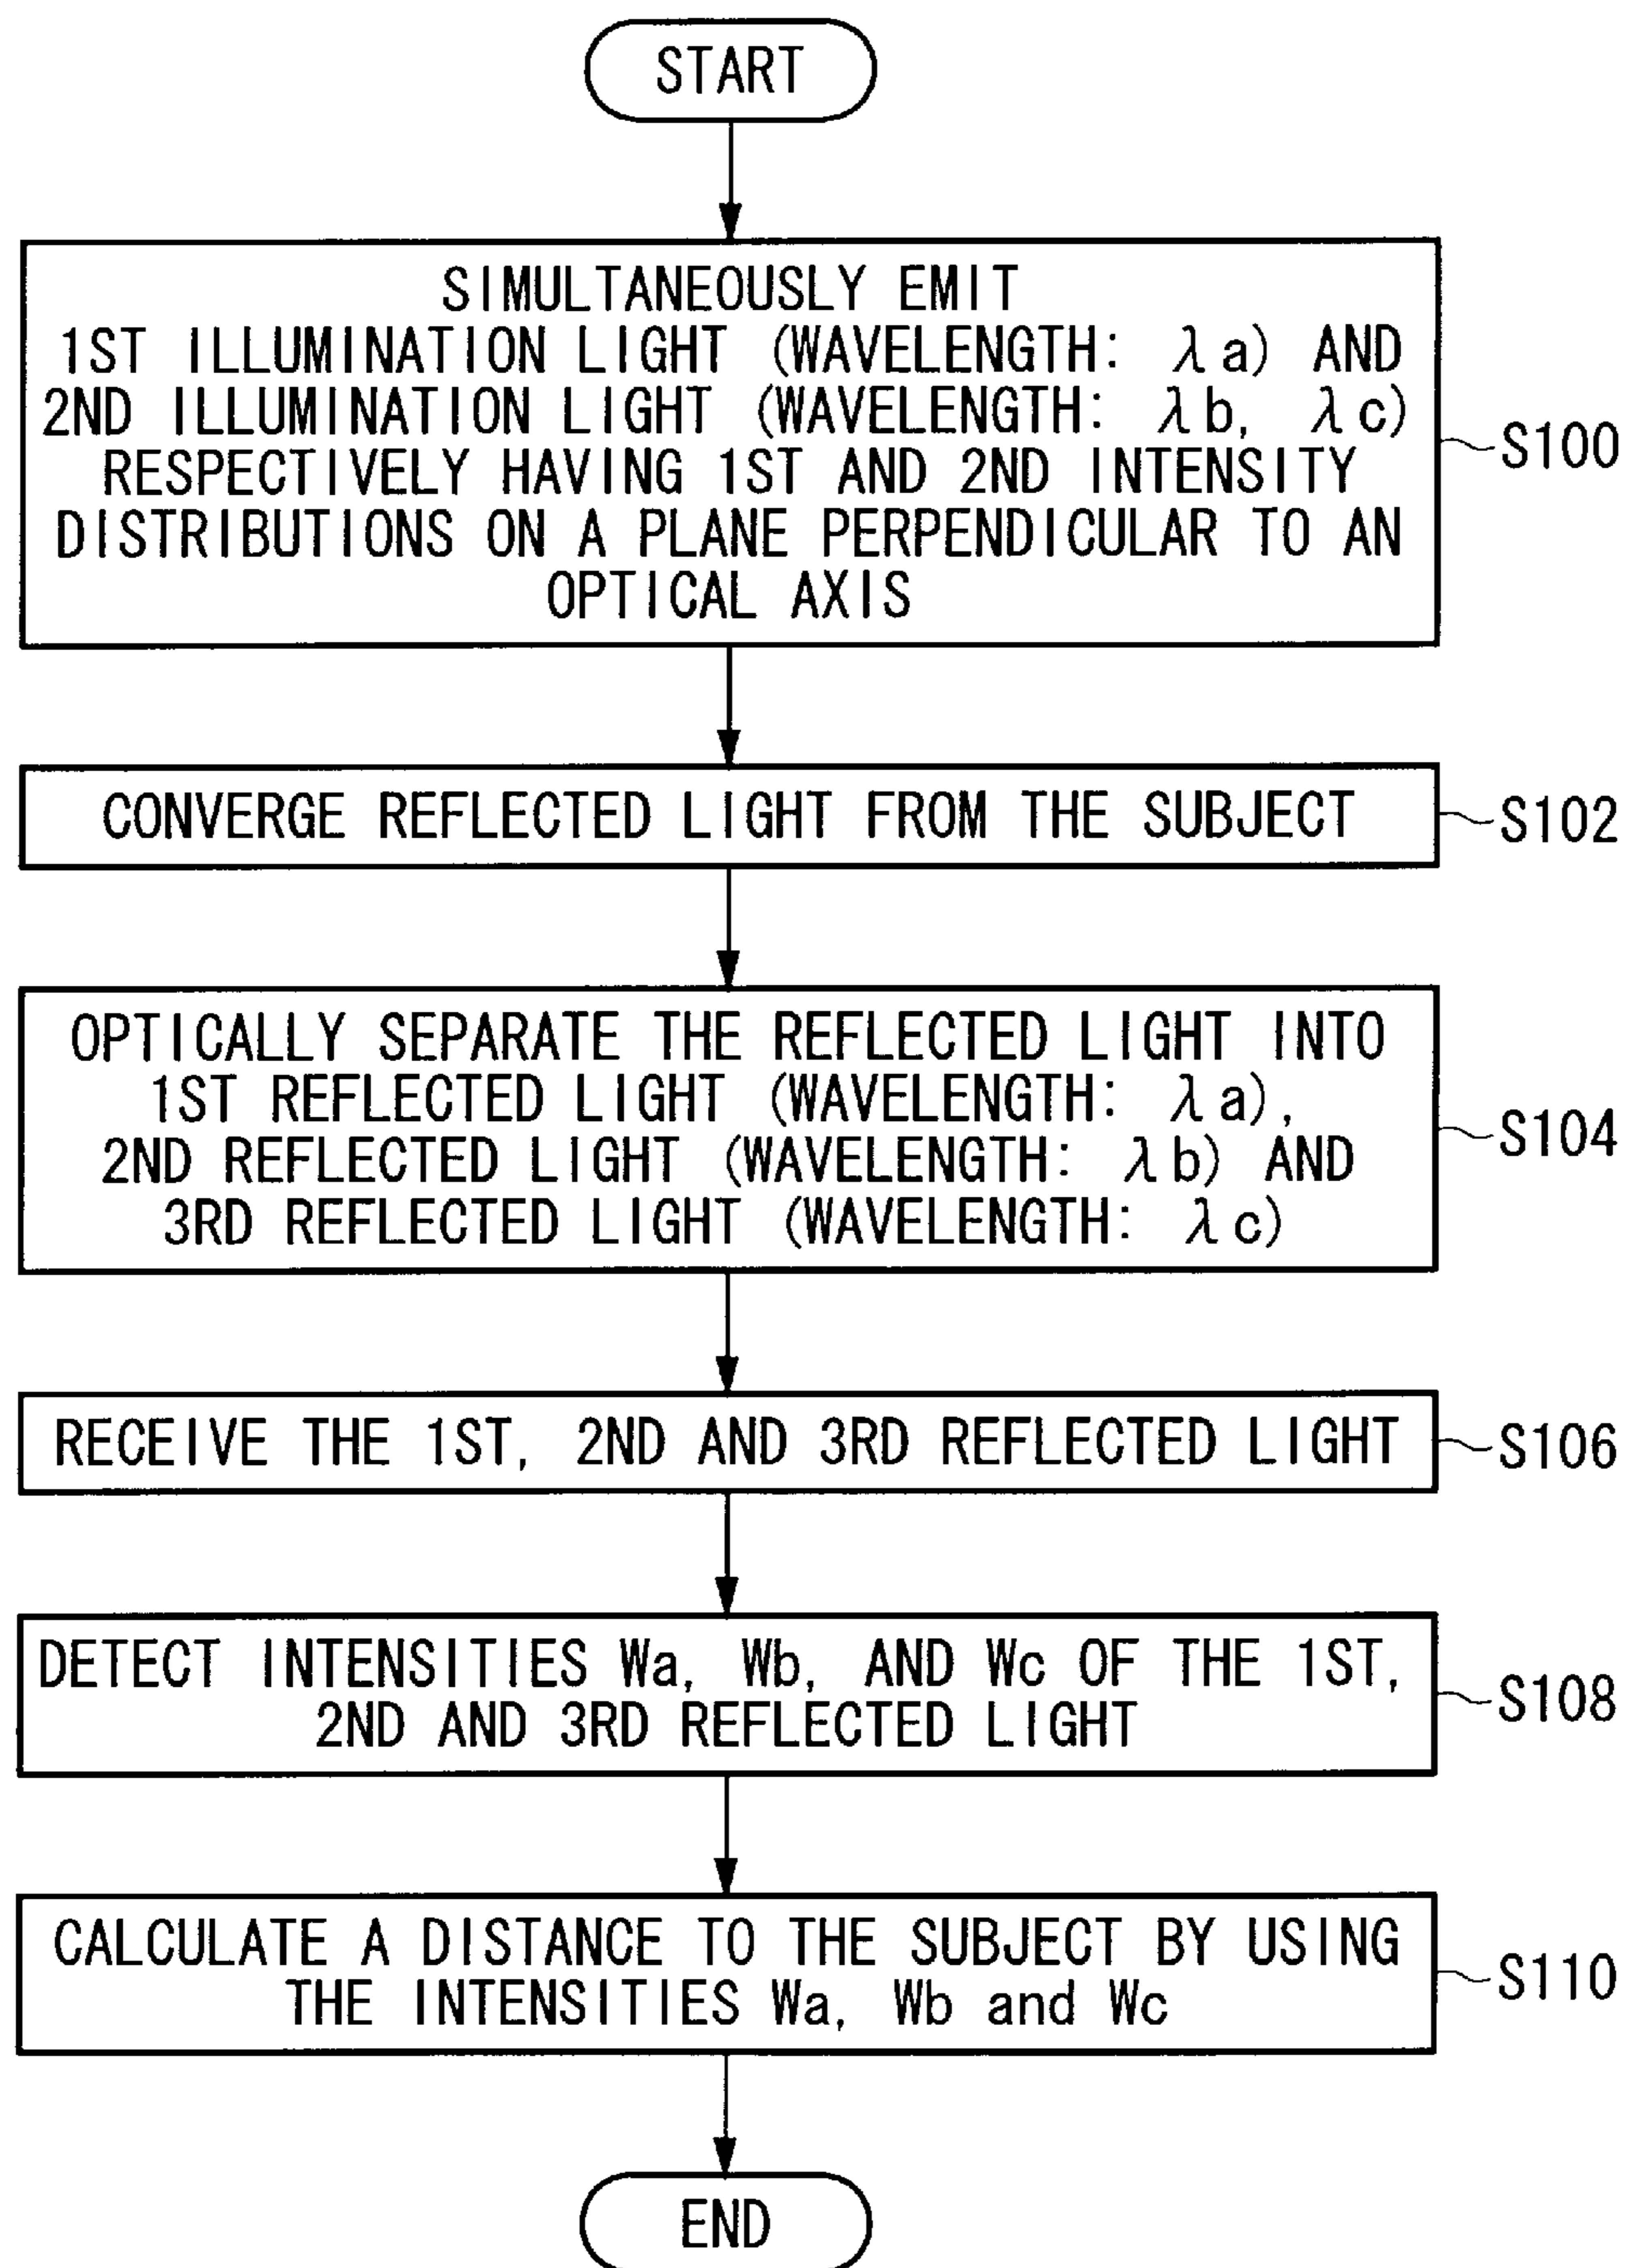 START
SIMULTANEOUSLY EMIT
1ST ILLUMINATION LIGHT (WAVELENGTH: λa) AND
2ND ILLUMINATION LIGHT (WAVELENGTH: λb, λc)
RESPECTIVELY HAVING 1ST AND 2ND INTENSITY
DISTRIBUTIONS ON A PLANE PERPENDICULAR TO AN
OPTICAL AXIS
S100
CONVERGE REFLECTED LIGHT FROM THE SUBJECT
S102
OPTICALLY SEPARATE THE REFLECTED LIGHT INTO
1ST REFLECTED LIGHT (WAVELENGTH: λa),
2ND REFLECTED LIGHT (WAVELENGTH: λb) AND
3RD REFLECTED LIGHT (WAVELENGTH: λc)
S104
RECEIVE THE 1ST, 2ND AND 3RD REFLECTED LIGHT
S106
DETECT INTENSITIES Wa, Wb, AND Wc OF THE 1ST,
2ND AND 3RD REFLECTED LIGHT
S108
CALCULATE A DISTANCE TO THE SUBJECT BY USING
THE INTENSITIES Wa, Wb and Wc
S110
END